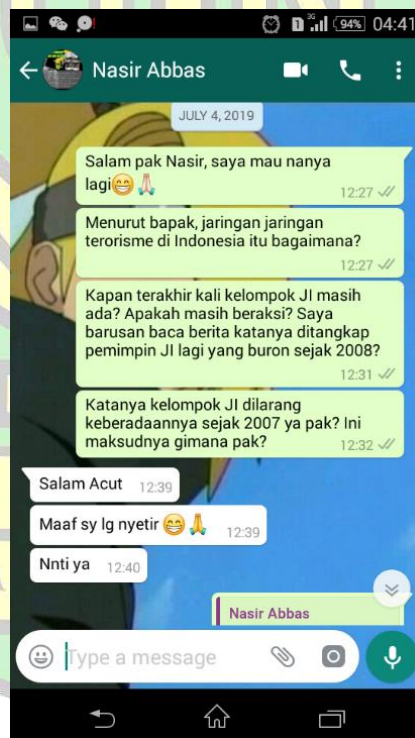 3G 94% 04:41
Nasir Abbas
JULY 4, 2019
Salam pak Nasir, saya mau nanya
lagi😁🙏
12:27
Menurut bapak, jaringan jaringan
terorisme di Indonesia itu bagaimana?
12:27
Kapan terakhir kali kelompok JI masih
ada? Apakah masih beraksi? Saya
barusan baca berita katanya ditangkap
pemimpin JI lagi yang buron sejak 2008?
12:31
Katanya kelompok JI dilarang
keberadaannya sejak 2007 ya pak? Ini
maksudnya gimana pak?
12:32
Salam Acut 12:39
Maaf sy lg nyetir 😁🙏 12:39
Nnti ya 12:40
Nasir Abbas
Type a message